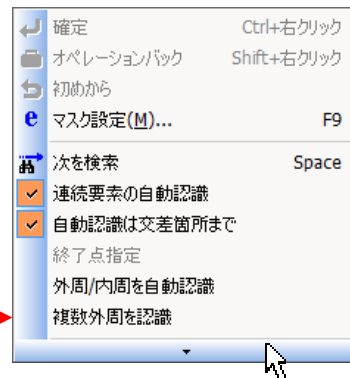 確定 Ctrl+右クリック
オペレーションバック Shift+右クリック
初めから
マスク設定(M)... F9
次を検索 Space
連続要素の自動認識
自動認識は交差箇所まで
終了点指定
外周/内周を自動認識
複数外周を認識